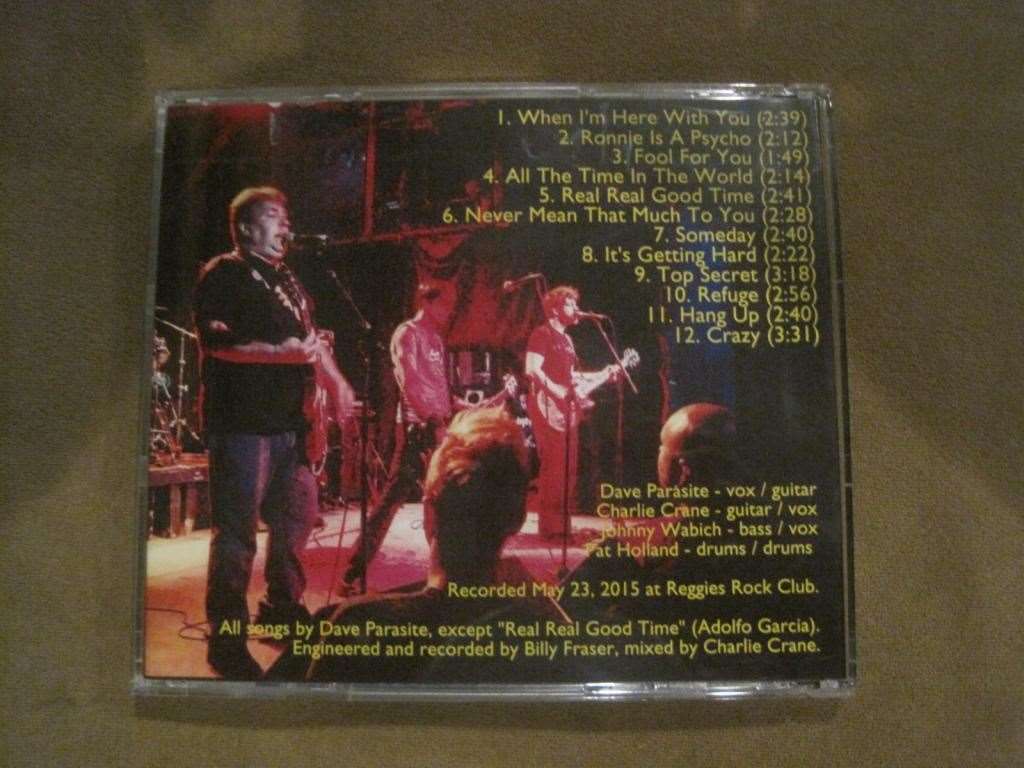 1. When I'm Here With You (2:39)
2. Ronnie Is A Psycho (2:12)
3. Fool For You (1:49)
4. All The Time In The World (2:14)
5. Real Real Good Time (2:41)
6. Never Mean That Much To You (2:28)
7. Someday (2:40)
8. It's Getting Hard (2:22)
9. Top Secret (3:18)
10. Refuge (2:56)
11. Hang Up (2:40)
12. Crazy (3:31)
Dave Parasite - vox / guitar
Charlie Crane - guitar / vox
Johnny Wabich - bass / vox
Pat Holland - drums / drums
Recorded May 23, 2015 at Reggies Rock Club.
All songs by Dave Parasite, except "Real Real Good Time" (Adolfo Garcia).
Engineered and recorded by Billy Fraser, mixed by Charlie Crane.